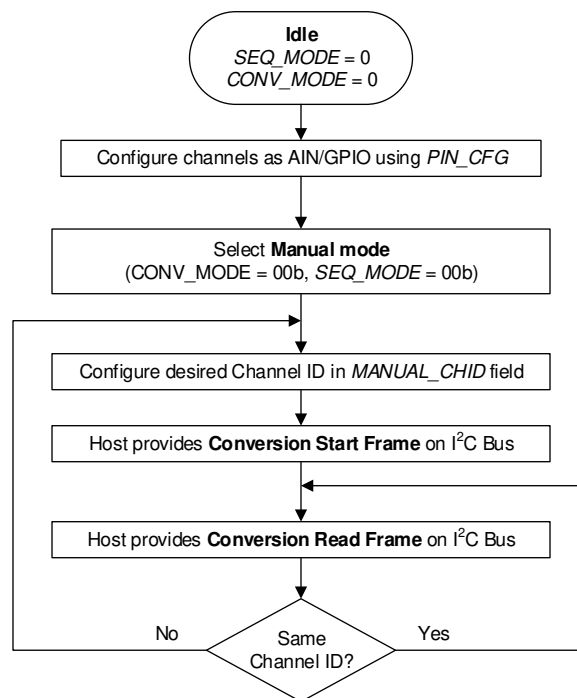 Idle
SEQ_MODE = 0
CONV_MODE = 0
Configure channels as AIN/GPIO using PIN_CFG
Select Manual mode
(CONV_MODE = 00b, SEQ_MODE = 00b)
Configure desired Channel ID in MANUAL_CHID field
Host provides Conversion Start Frame on I²C Bus
Host provides Conversion Read Frame on I²C Bus
No
Same
Channel ID?
Yes